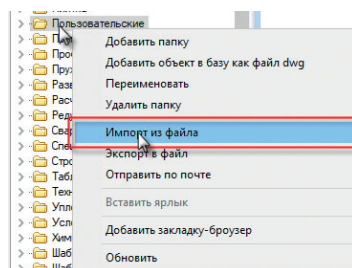 Пользовательские
Добавить папку
Добавить объект в базу как файл dwg
Переименовать
Удалить папку
Импорт из файла
Экспорт в файл
Отправить по почте
Вставить ярлык
Добавить закладку-броузер
Обновить